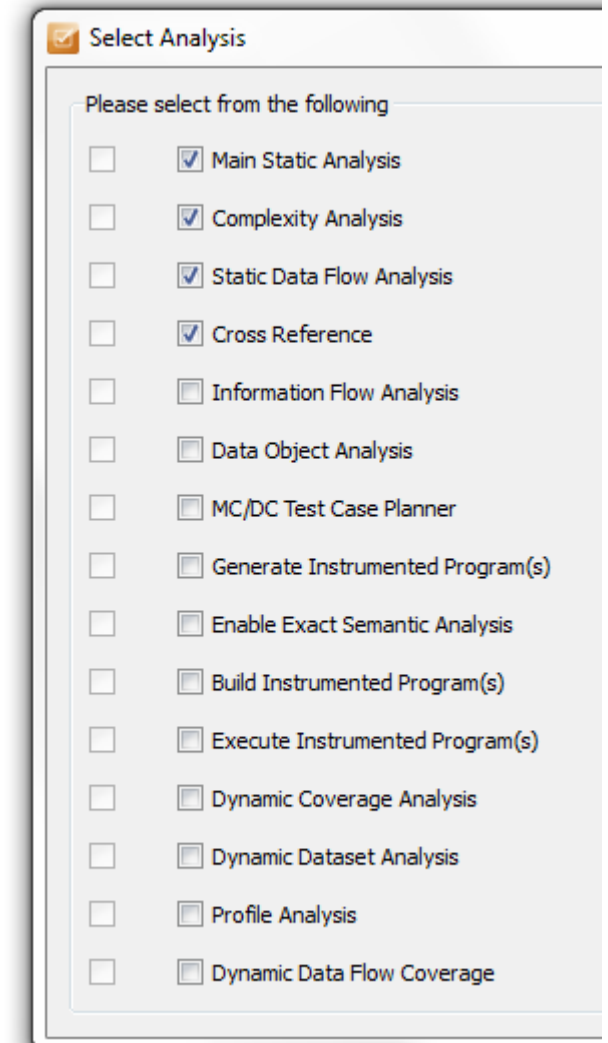 Select Analysis
Please select from the following
Main Static Analysis
Complexity Analysis
Static Data Flow Analysis
Cross Reference
Information Flow Analysis
Data Object Analysis
MC/DC Test Case Planner
Generate Instrumented Program(s)
Enable Exact Semantic Analysis
Build Instrumented Program(s)
Execute Instrumented Program(s)
Dynamic Coverage Analysis
Dynamic Dataset Analysis
Profile Analysis
Dynamic Data Flow Coverage